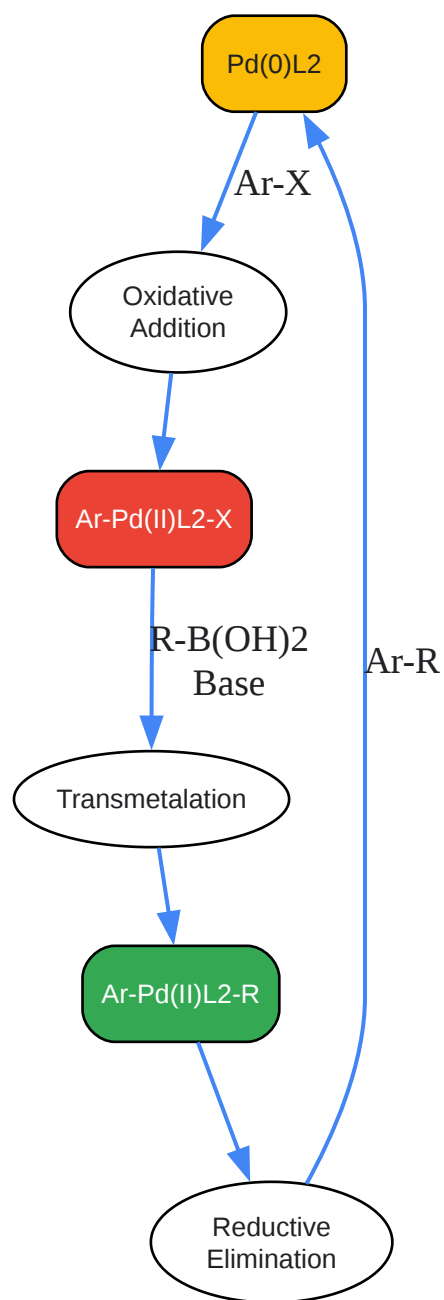 Pd(0)L2
Ar-X
Oxidative
Addition
Ar-Pd(II)L2-X
R-B(OH)2
Base
Ar-R
Transmetalation
Ar-Pd(II)L2-R
Reductive
Elimination